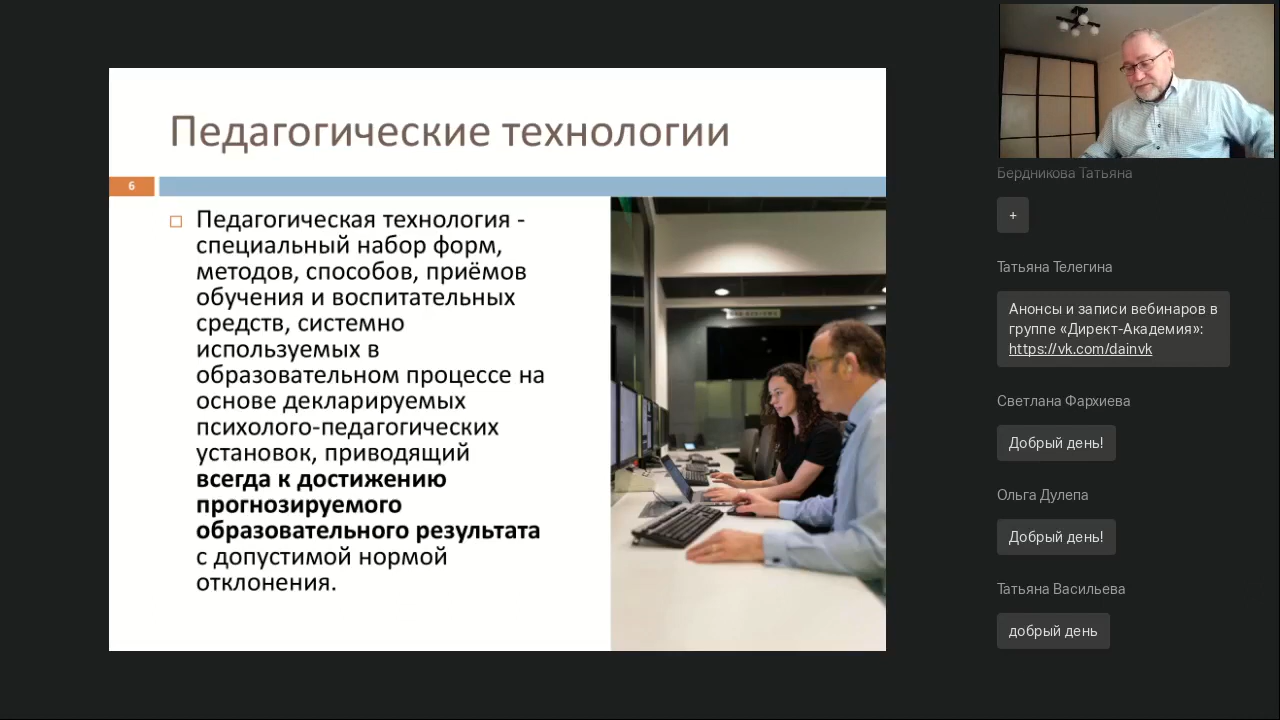 Педагогические технологии
6
Педагогическая технология -
специальный набор форм,
методов, способов, приёмов
обучения и воспитательных
средств, системно
используемых в
образовательном процессе на
основе декларируемых
психолого-педагогических
установок, приводящий
всегда к достижению
прогнозируемого
образовательного результата
с допустимой нормой
отклонения.
Бердникова Татьяна
+
Татьяна Телегина
Анонсы и записи вебинаров в
группе «Директ-Академия»:
https://vk.com/dainvk
Светлана Фархиева
Добрый день!
Ольга Дулепа
Добрый день!
Татьяна Васильева
добрый день